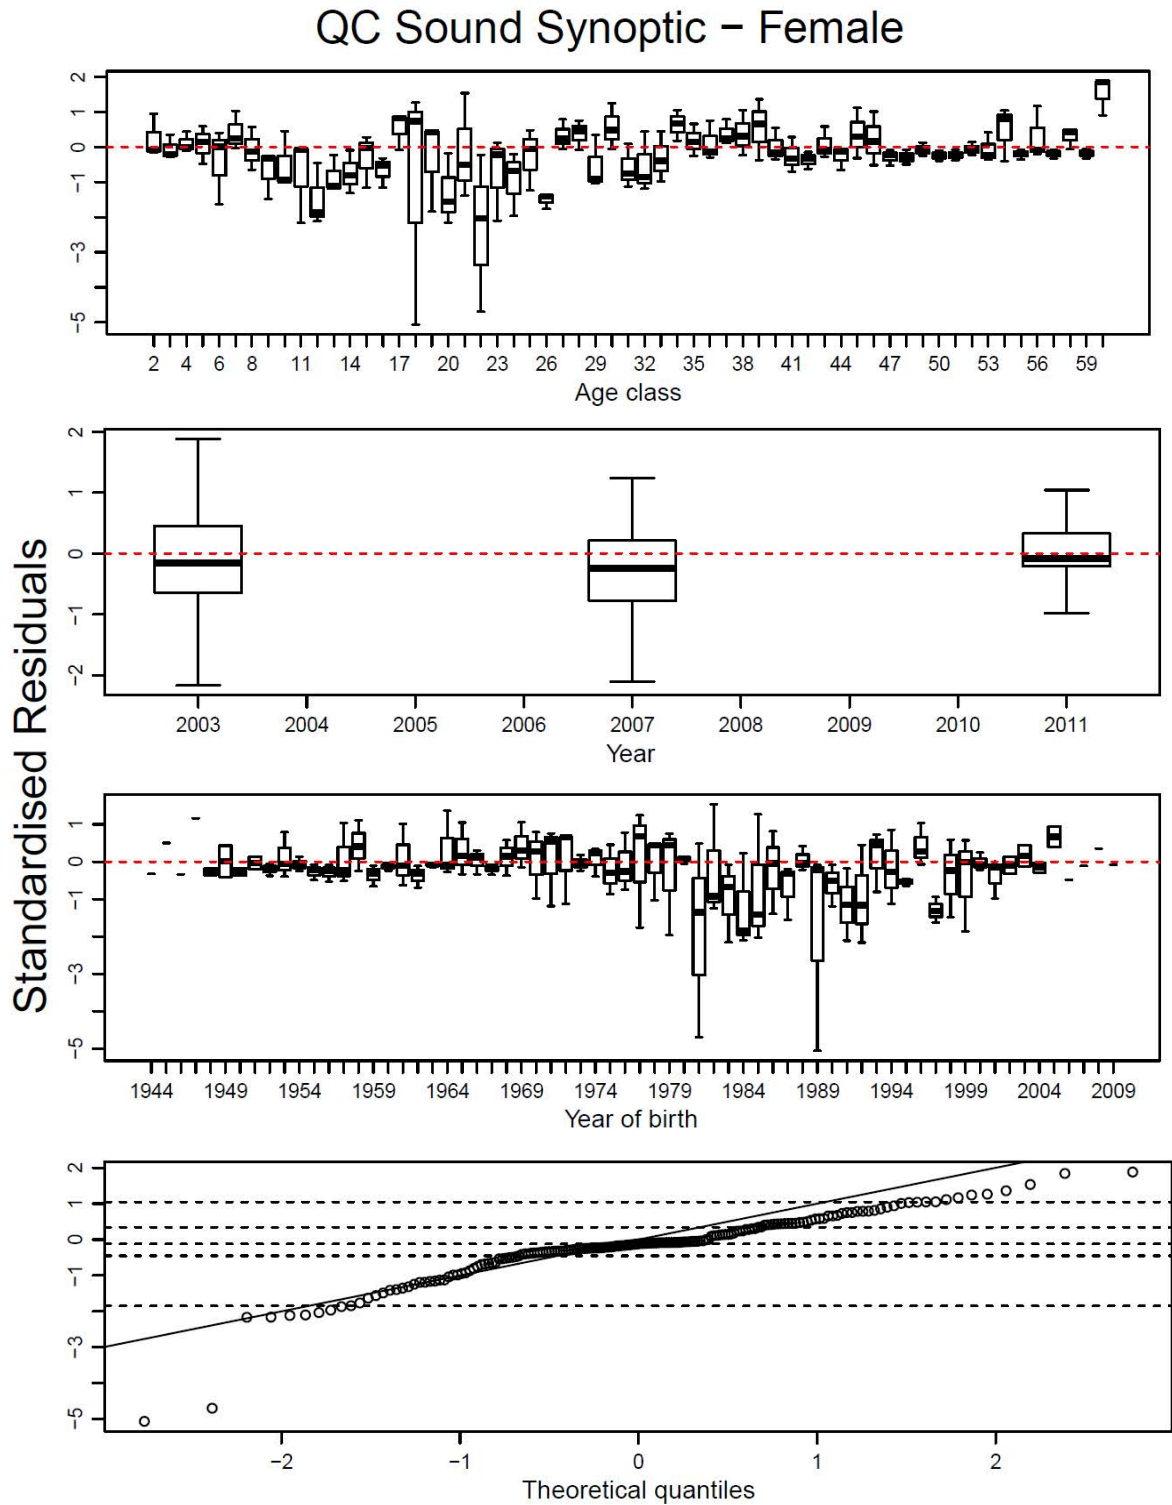 QC Sound Synoptic − Female
Standardised Residuals
2
1
0
−1
−3
−5
2 4 6 8 11 14 17 20 23 26 29 32 35 38 41 44 47 50 53 56 59
Age class
2
1
0
−1
−2
2003 2004 2005 2006 2007 2008 2009 2010 2011
Year
1
0
−1
−3
−5
1944 1949 1954 1959 1964 1969 1974 1979 1984 1989 1994 1999 2004 2009
Year of birth
2
1
0
−1
−3
−5
−2 −1 0 1 2
Theoretical quantiles